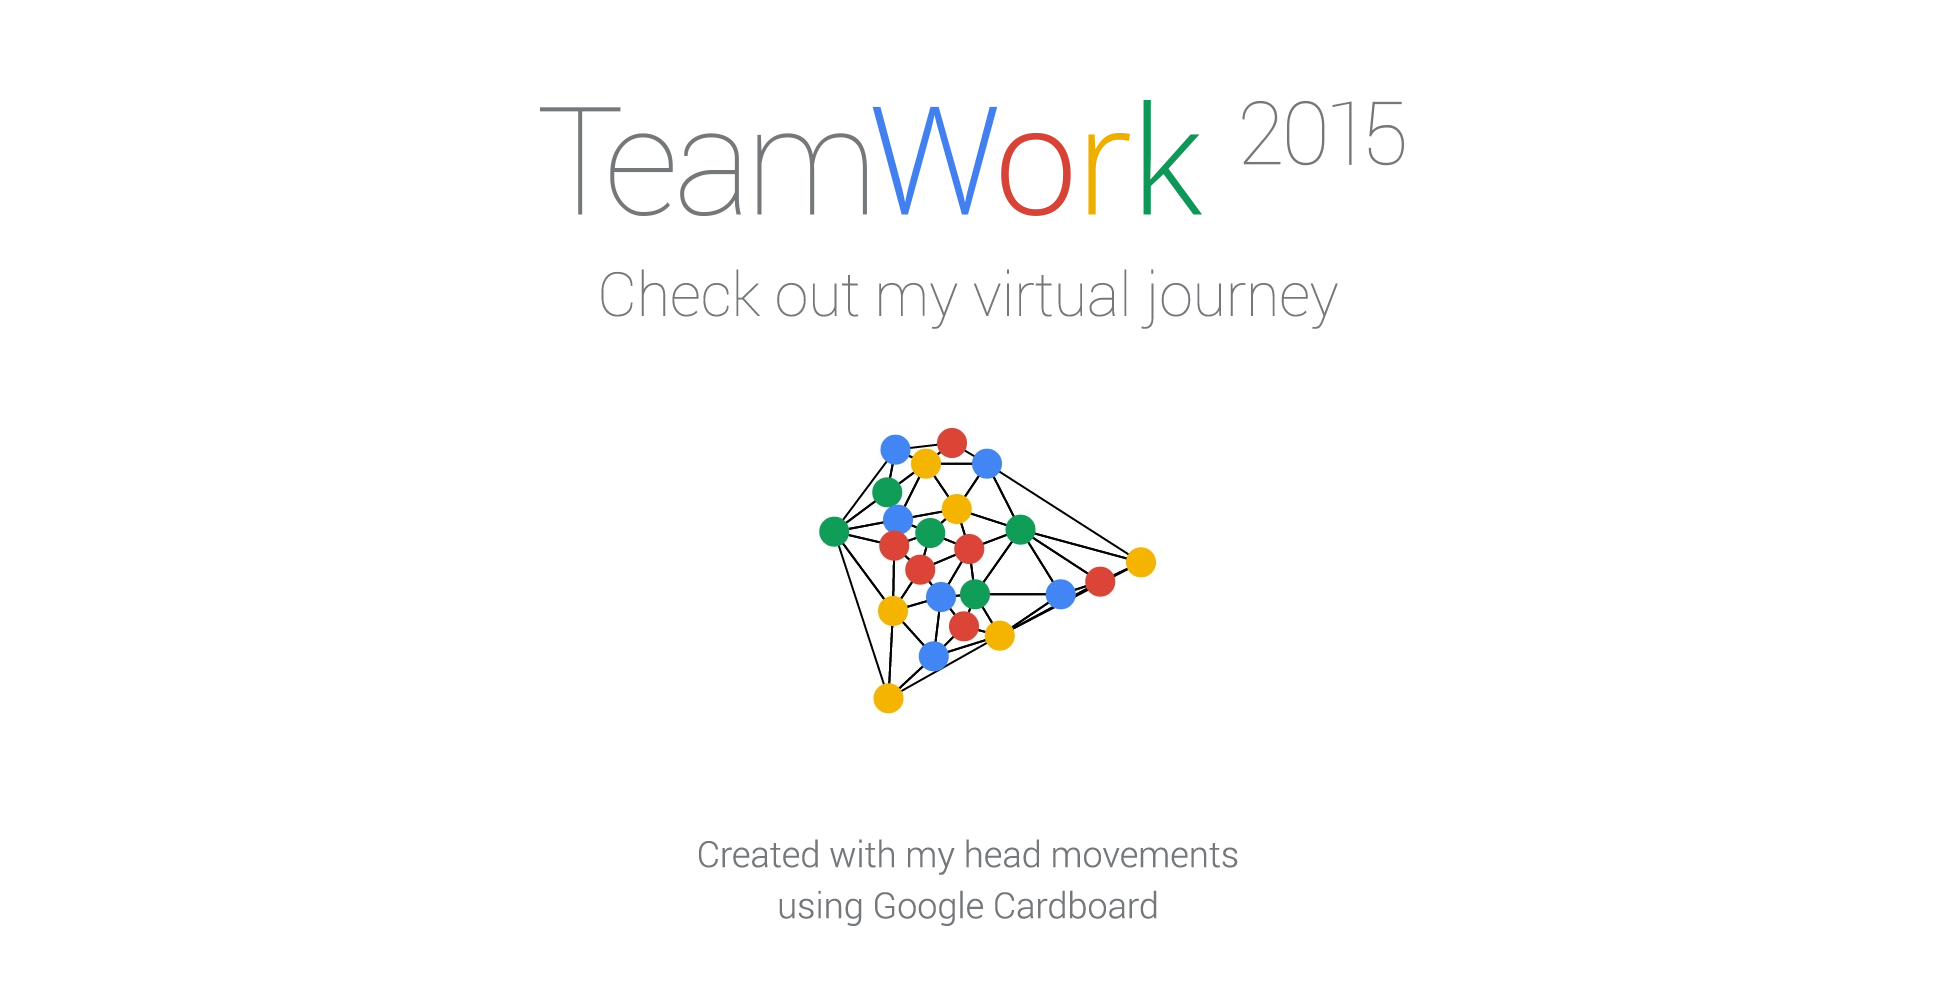 TeamWork 2015
Check out my virtual journey
Created with my head movements
using Google Cardboard